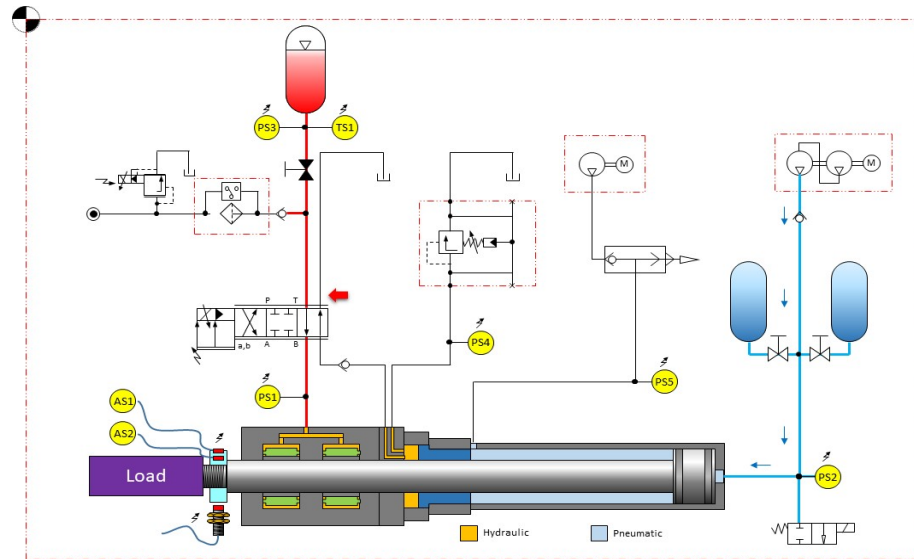 PS3
TS1
M
M
P T
a,b A B
PS4
PS1
PS5
AS1
AS2
Load
PS2
Hydraulic
Pneumatic